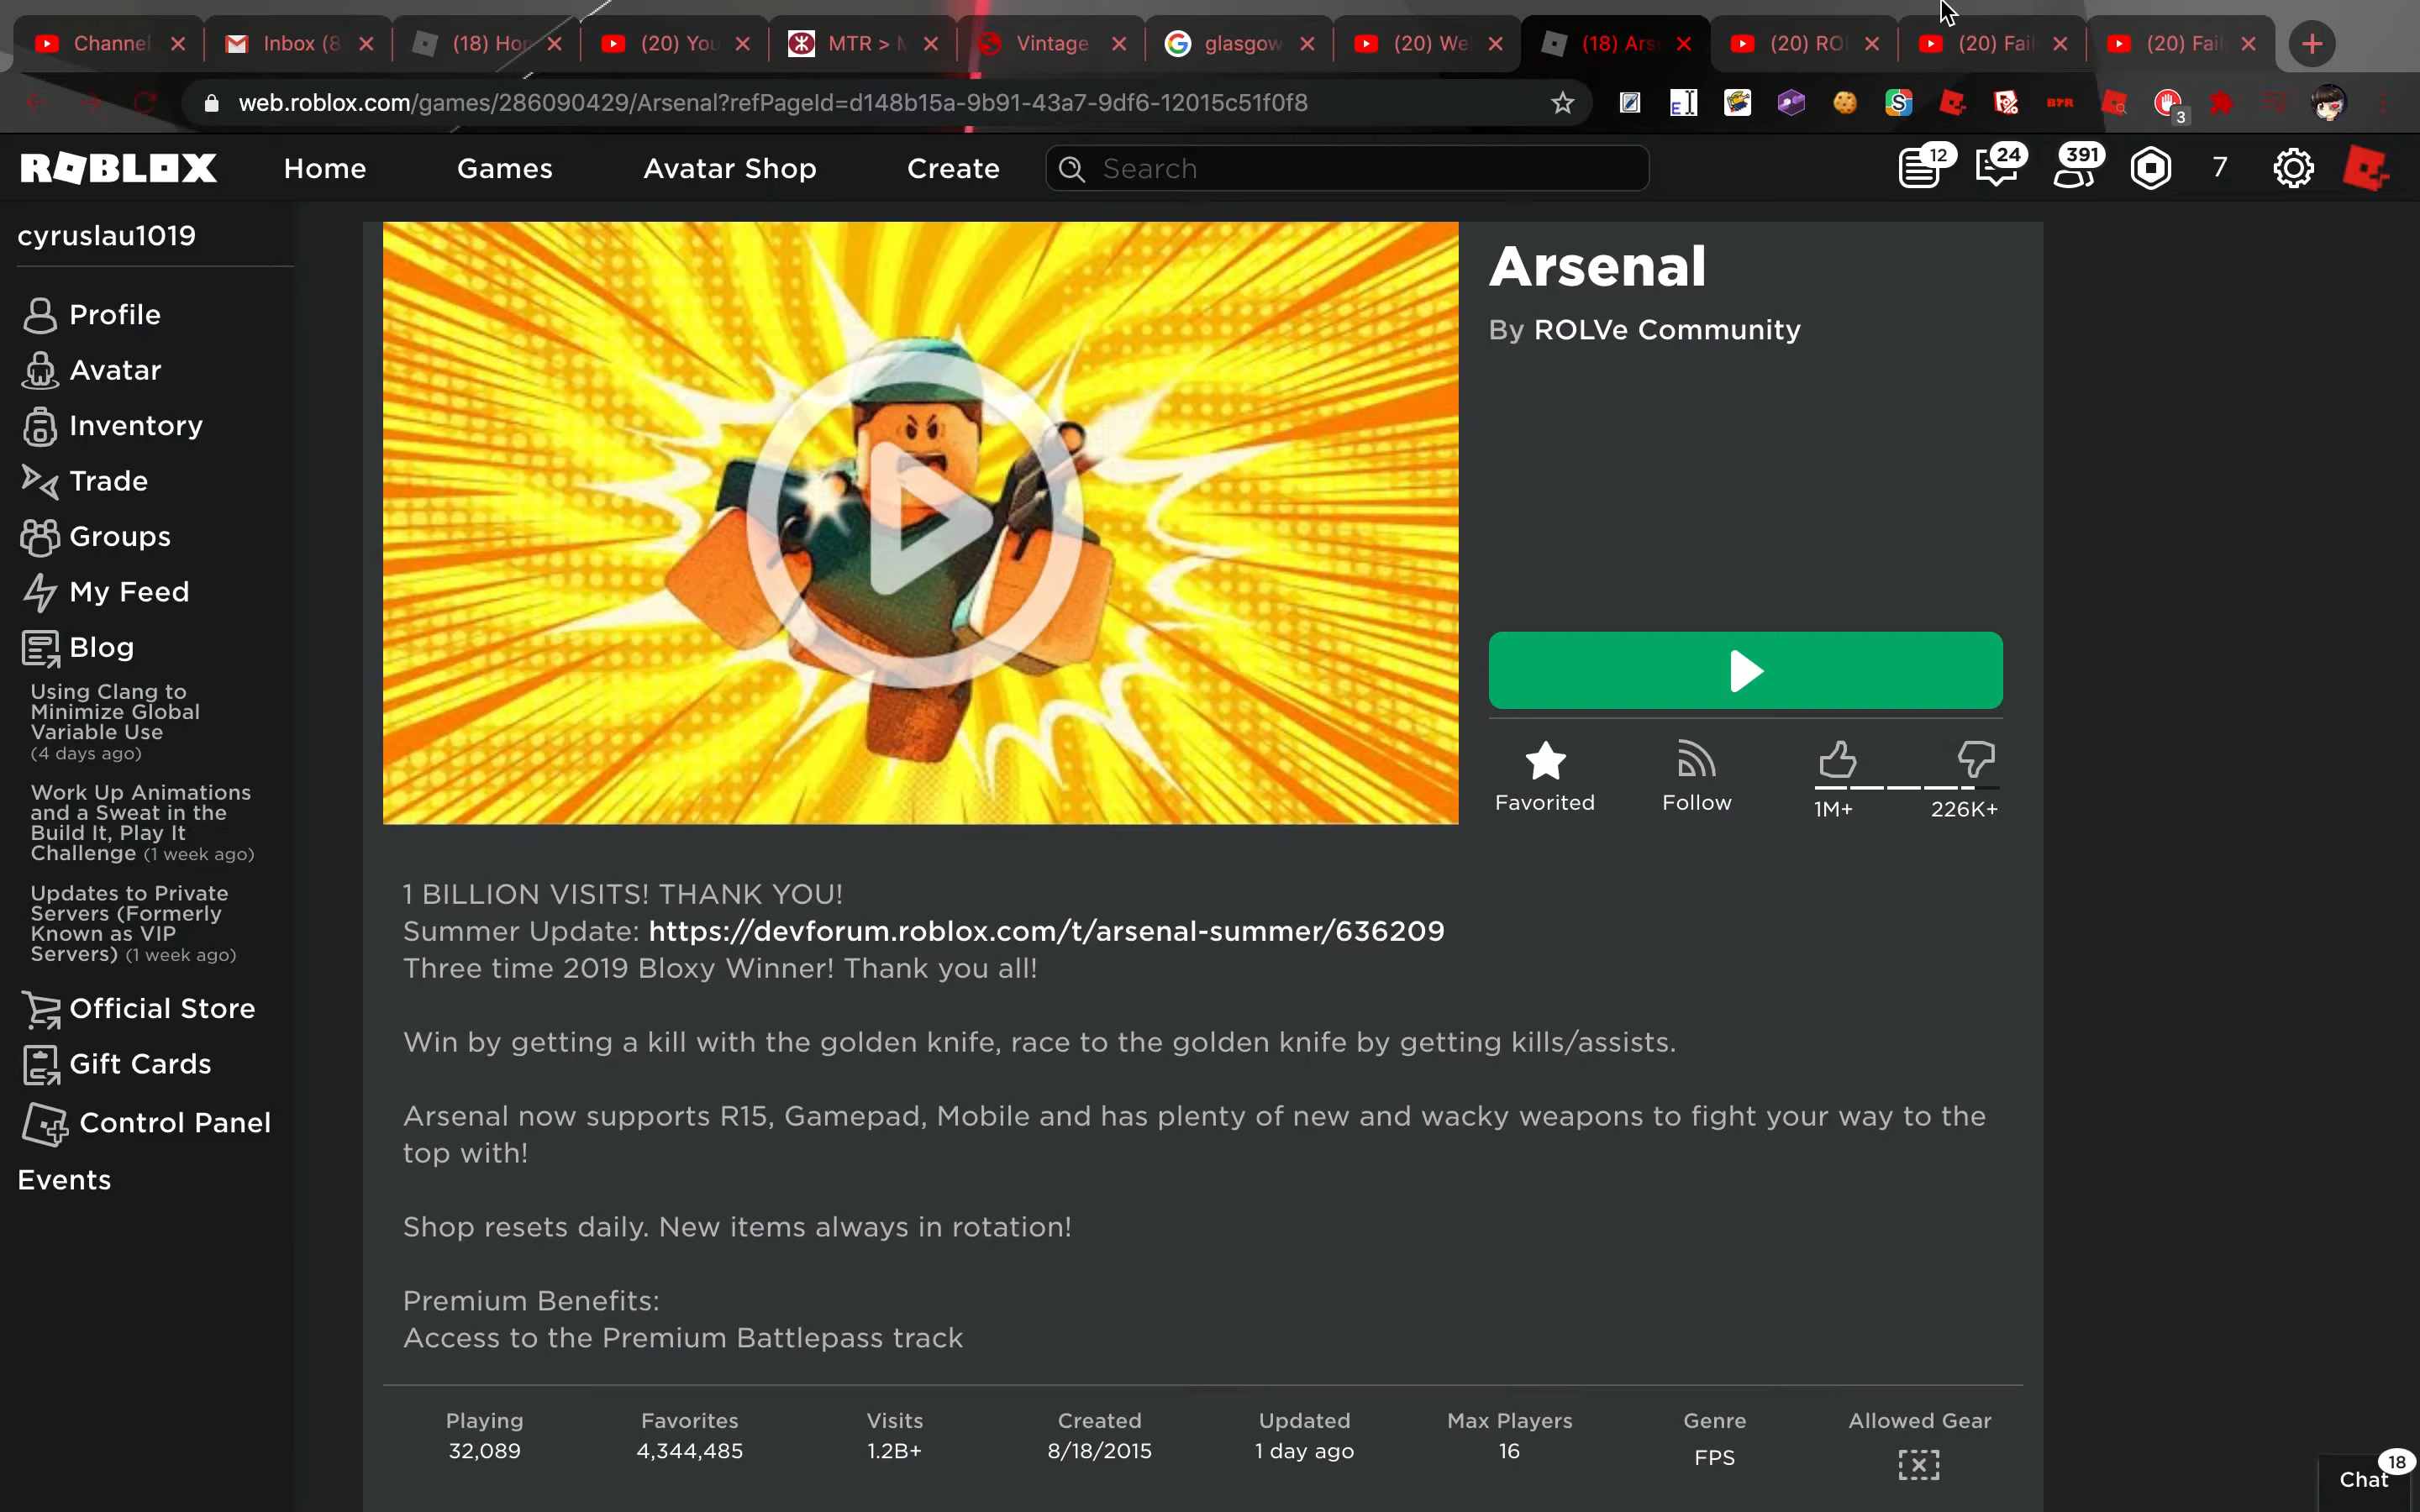 Channel
Inbox (8
(18) Hor
(20) You
MTR > M
Vintage
glasgow
(20) We
(18) Arse
(20) RO
(20) Fail
(20) Fail
web.roblox.com/games/286090429/Arsenal?refPageId=d148b15a-9b91-43a7-9df6-12015c51f0f8
3
ROBLOX
Home
Games
Avatar Shop
Create
Search
12
24
391
7
cyruslau1019
Profile
Avatar
Inventory
Trade
Groups
My Feed
Blog
Using Clang to
Minimize Global
Variable Use
(4 days ago)
Work Up Animations
and a Sweat in the
Build It, Play It
Challenge (1 week ago)
Updates to Private
Servers (Formerly
Known as VIP
Servers) (1 week ago)
Official Store
Gift Cards
Control Panel
Events
Arsenal
By ROLVe Community
Favorited
Follow
1M+
226K+
1 BILLION VISITS! THANK YOU!
Summer Update: https://devforum.roblox.com/t/arsenal-summer/636209
Three time 2019 Bloxy Winner! Thank you all!
Win by getting a kill with the golden knife, race to the golden knife by getting kills/assists.
Arsenal now supports R15, Gamepad, Mobile and has plenty of new and wacky weapons to fight your way to the
top with!
Shop resets daily. New items always in rotation!
Premium Benefits:
Access to the Premium Battlepass track
Playing
32,089
Favorites
4,344,485
Visits
1.2B+
Created
8/18/2015
Updated
1 day ago
Max Players
16
Genre
FPS
Allowed Gear
Chat
18